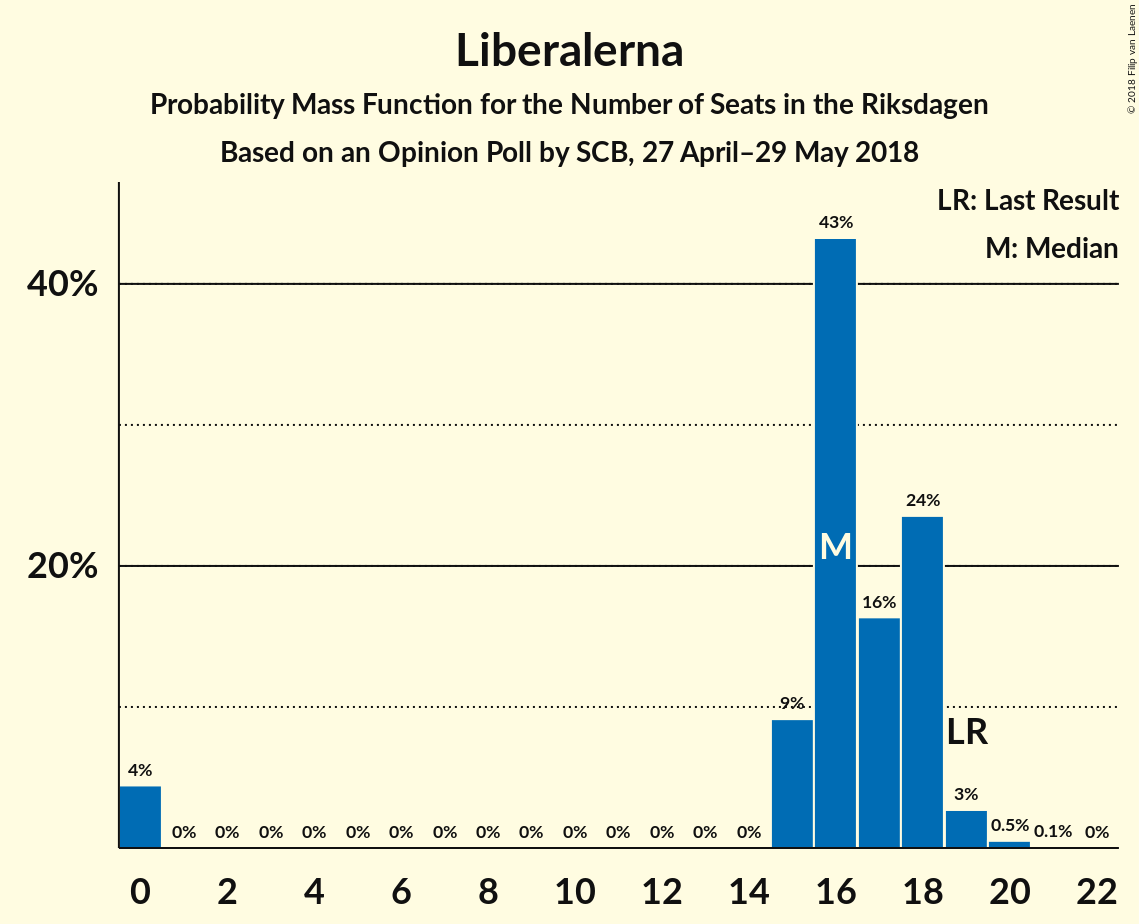 Liberalerna
Probability Mass Function for the Number of Seats in the Riksdagen
Based on an Opinion Poll by SCB, 27 April–29 May 2018
© 2018 Filip van Laenen
LR: Last Result
M: Median
40%
20%
4%
0%
0%
0%
0%
0%
0%
0%
0%
0%
0%
0%
0%
0%
0%
9%
43%
16%
24%
3%
0.5%
0.1%
0%
M
LR
0 2 4 6 8 10 12 14 16 18 20 22